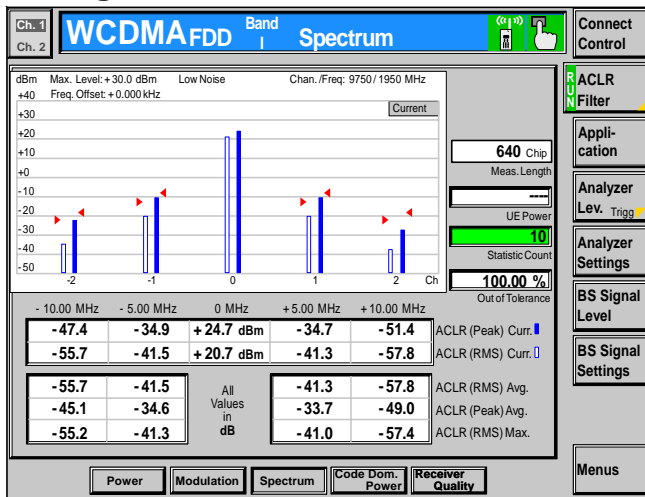 Ch. 1
Ch. 2
WCDMA FDD Band I Spectrum
Connect Control
dBm Max. Level: + 30.0 dBm Low Noise Chan./Freq: 9750 / 1950 MHz
Freq. Offset: + 0.000 kHz
Current
+40
+30
+20
+10
+0
-10
-20
-30
-40
-50
-2 -1 0 1 2 Ch
640 Chip
Meas. Length
----
UE Power
10
Statistic Count
100.00 %
Out of Tolerance
- 10.00 MHz - 5.00 MHz 0 MHz + 5.00 MHz + 10.00 MHz
- 47.4 - 34.9 + 24.7 dBm - 34.7 - 51.4 ACLR (Peak) Curr.
- 55.7 - 41.5 + 20.7 dBm - 41.3 - 57.8 ACLR (RMS) Curr.
- 55.7 - 41.5 - 41.3 - 57.8 ACLR (RMS) Avg.
- 45.1 - 34.6 - 33.7 - 49.0 ACLR (Peak) Avg.
- 55.2 - 41.3 - 41.0 - 57.4 ACLR (RMS) Max.
All
Values
in
dB
RUN
ACLR Filter
Appli-
cation
Analyzer
Lev. Trigg
Analyzer
Settings
BS Signal
Level
BS Signal
Settings
Menus
Power
Modulation
Spectrum
Code Dom.
Power
Receiver
Quality